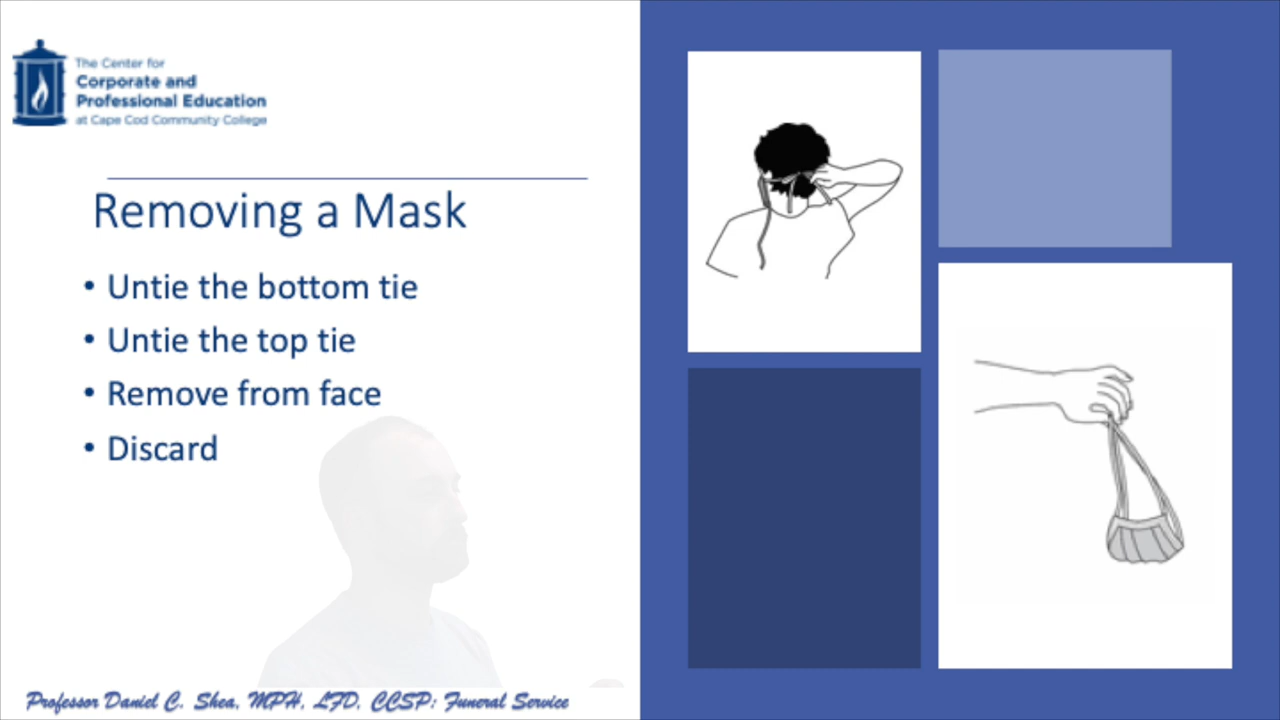 The Center for
Corporate and
Professional Education
at Cape Cod Community College
Removing a Mask
• Untie the bottom tie
• Untie the top tie
• Remove from face
• Discard
Professor Daniel C. Shea, MPH, LFD, CCSP: Funeral Service